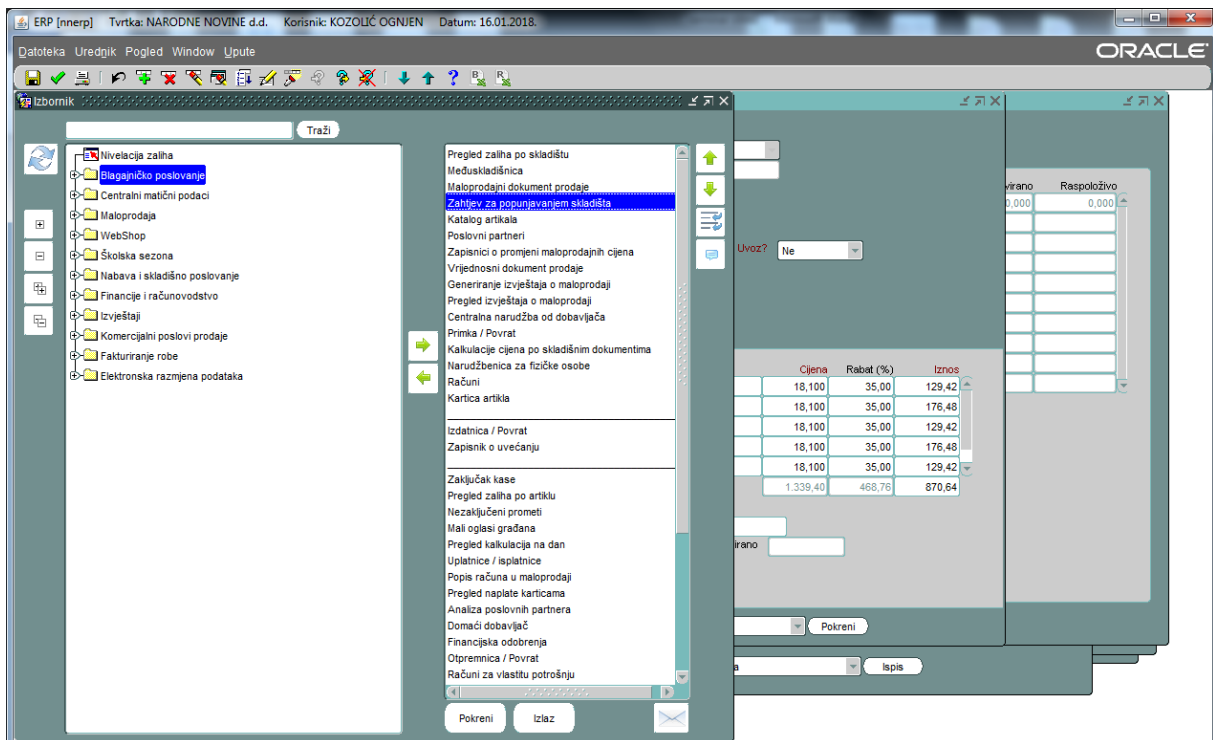 ERP [nnerp] Tvrtka: NARODNE NOVINE d.d. Korisnik: KOZOLIĆ OGNJEN Datum: 16.01.2018.
Datoteka Urednik Pogled Window Upute
ORACLE
Izbornik
Traži
Nivelacija zaliha
Blagajničko poslovanje
Centralni matični podaci
Maloprodaja
WebShop
Školska sezona
Nabava i skladišno poslovanje
Financije i računovodstvo
Izvještaji
Komercijalni poslovi prodaje
Fakturiranje robe
Elektronska razmjena podataka
Pregled zaliha po skladištu
Međuskladišnica
Maloprodajni dokument prodaje
Zahtjev za popunjavanjem skladišta
Katalog artikala
Poslovni partneri
Zapisnici o promjeni maloprodajnih cijena
Vrijednosni dokument prodaje
Generiranje izvještaja o maloprodaji
Pregled izvještaja o maloprodaji
Centralna narudžba od dobavljača
Primka / Povrat
Kalkulacije cijena po skladišnim dokumentima
Narudžbenica za fizičke osobe
Računi
Kartica artikla
Izdatnica / Povrat
Zapisnik o uvećanju
Zaključak kase
Pregled zaliha po artiklu
Nezaključeni prometi
Mali oglasi građana
Pregled kalkulacija na dan
Uplatnice / isplatnice
Popis računa u maloprodaji
Pregled naplate karticama
Analiza poslovnih partnera
Domaći dobavljač
Financijska odobrenja
Otpremnica / Povrat
Računi za vlastitu potrošnju
Pokreni Izlaz
Uvoz? Ne
Cijena Rabat (%) Iznos
18,100 35,00 129,42
18,100 35,00 176,48
18,100 35,00 129,42
18,100 35,00 176,48
18,100 35,00 129,42
1.339,40 468,76 870,64
irano
Pokreni
a Ispis
virano Raspoloživo
0,000 0,000